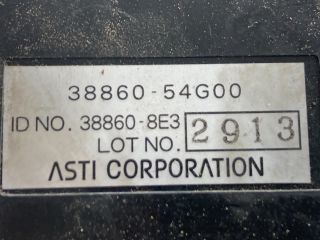 38860-54G00
ID NO. 38860-8E3
LOT NO. 2913
ASTI CORPORATION